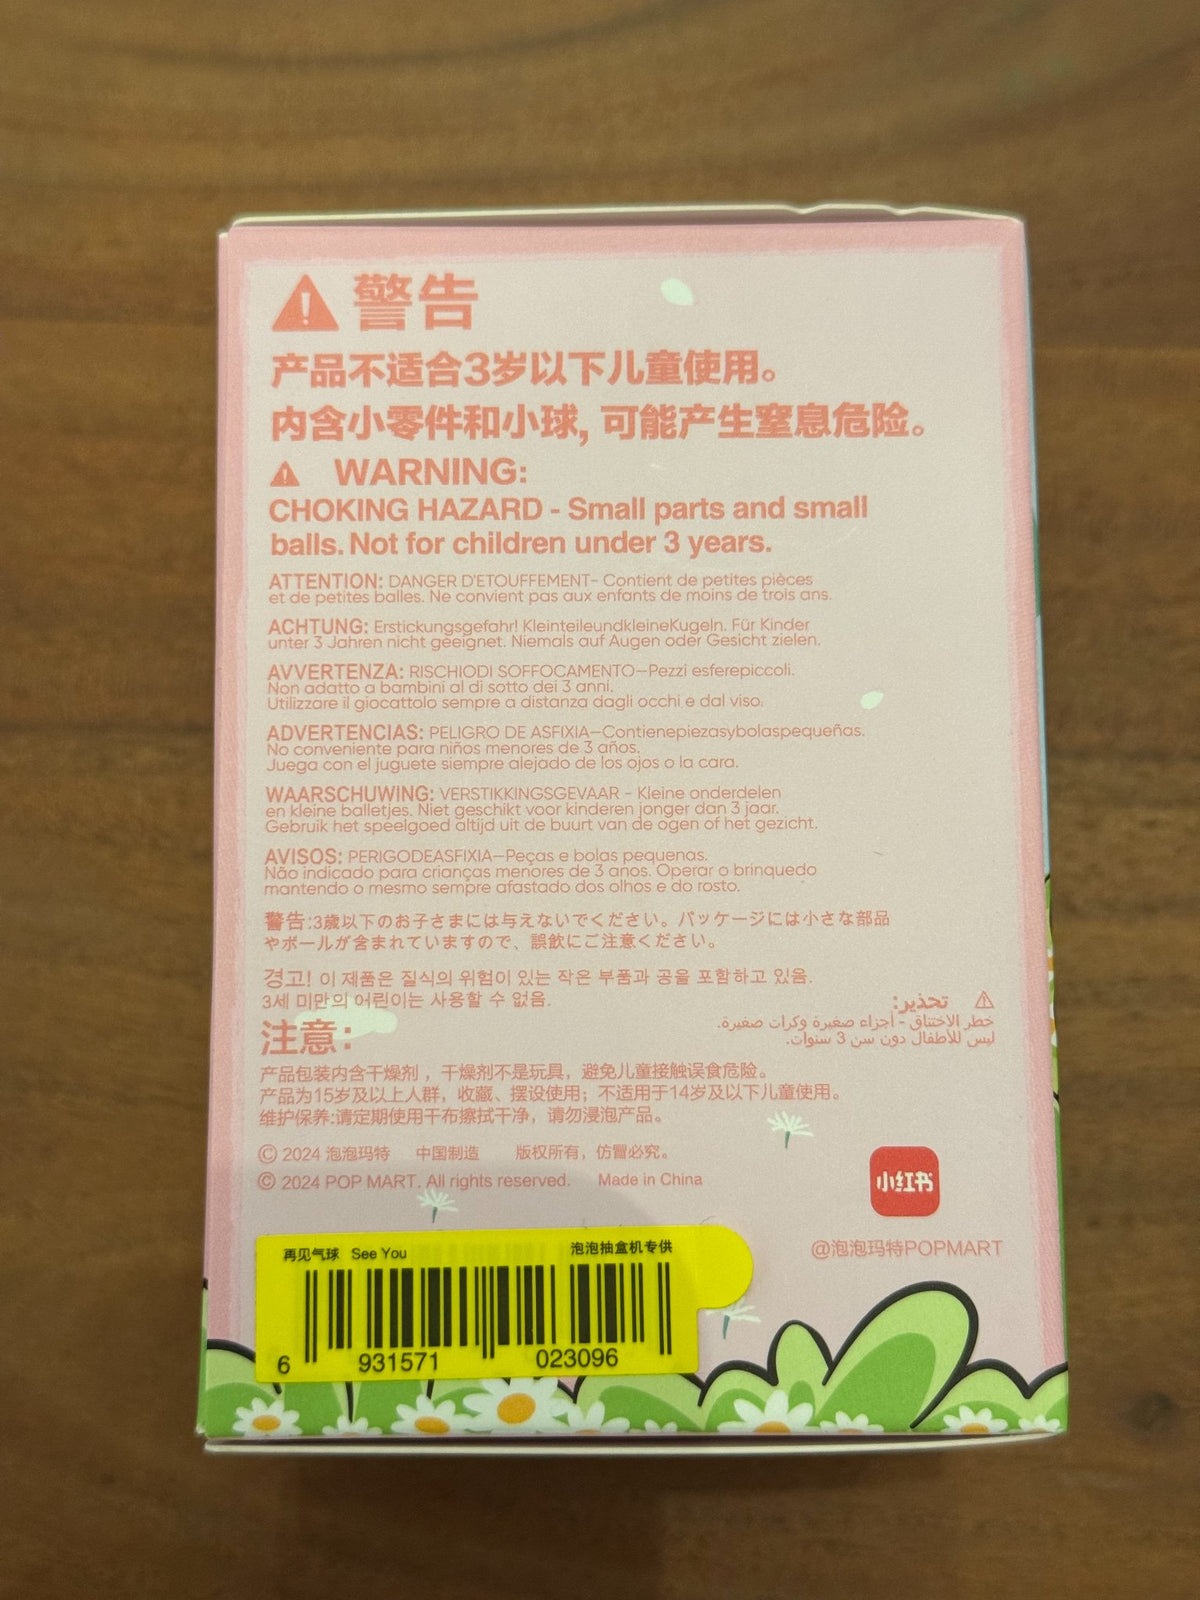 警告
产品不适合3岁以下儿童使用。
内含小零件和小球，可能产生窒息危险。
WARNING:
CHOKING HAZARD - Small parts and small
balls. Not for children under 3 years.
ATTENTION: DANGER D'ETOUFFEMENT- Contient de petites pièces
et de petites balles. Ne convient pas aux enfants de moins de trois ans.
ACHTUNG: Erstickungsgefahr! KleinteileundkleineKugeln. Für Kinder
unter 3 Jahren nicht geeignet. Niemals auf Augen oder Gesicht zielen.
AVVERTENZA: RISCHIODI SOFFOCAMENTO—Pezzi esferepiccoli.
Non adatto a bambini al di sotto dei 3 anni.
Utilizzare il giocattolo sempre a distanza dagli occhi e dal viso.
ADVERTENCIAS: PELIGRO DE ASFIXIA—Contienepiezasybolaspequeñas.
No conveniente para niños menores de 3 años.
Juega con el juguete siempre alejado de los ojos o la cara.
WAARSCHUWING: VERSTIKKINGSGEVAAR - Kleine onderdelen
en kleine balletjes. Niet geschikt voor kinderen jonger dan 3 jaar.
Gebruik het speelgoed altijd uit de buurt van de ogen of het gezicht.
AVISOS: PERIGODEASFIXIA—Peças e bolas pequenas.
Não indicado para crianças menores de 3 anos. Operar o brinquedo
mantendo o mesmo sempre afastado dos olhos e do rosto.
警告:3歳以下のお子さまには与えないでください。パッケージには小さな部品
やボールが含まれていますので、誤飲にご注意ください。
경고! 이 제품은 질식의 위험이 있는 작은 부품과 공을 포함하고 있음.
3세 미만의 어린이는 사용할 수 없음.
تحذير:
خطر الاختناق - أجزاء صغيرة وكرات صغيرة.
ليس للأطفال دون سن 3 سنوات.
注意：
产品包装内含干燥剂，干燥剂不是玩具，避免儿童接触误食危险。
产品为15岁及以上人群，收藏、摆设使用；不适用于14岁及以下儿童使用。
维护保养:请定期使用干布擦拭干净，请勿浸泡产品。
© 2024 泡泡玛特 中国制造 版权所有，仿冒必究。
© 2024 POP MART. All rights reserved. Made in China
小红书
@泡泡玛特POPMART
再见气球 See You 泡泡抽盒机专供
6 931571 023096